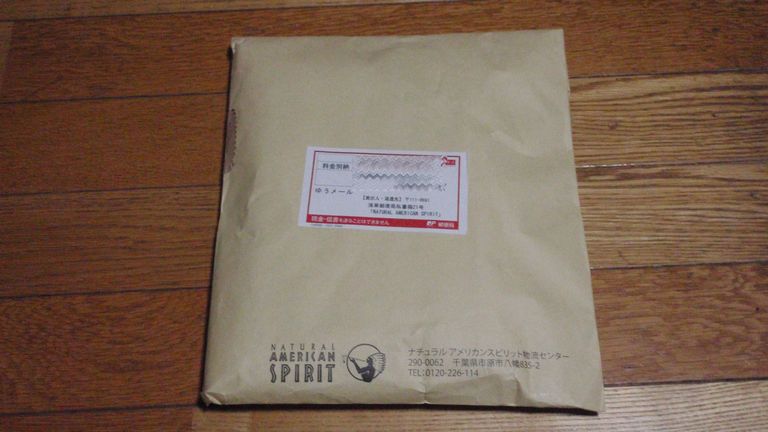 料金別納
ゆうメール
【差出人・返還先】 〒111-8691
浅草郵便局私書箱21号
「NATURAL AMERICAN SPIRIT」
現金・信書を送ることはできません。
郵便局
NATURAL
AMERICAN
SPIRIT
ナチュラル アメリカンスピリット物流センター
290-0062 千葉県市原市八幡835-2
TEL:0120-226-114